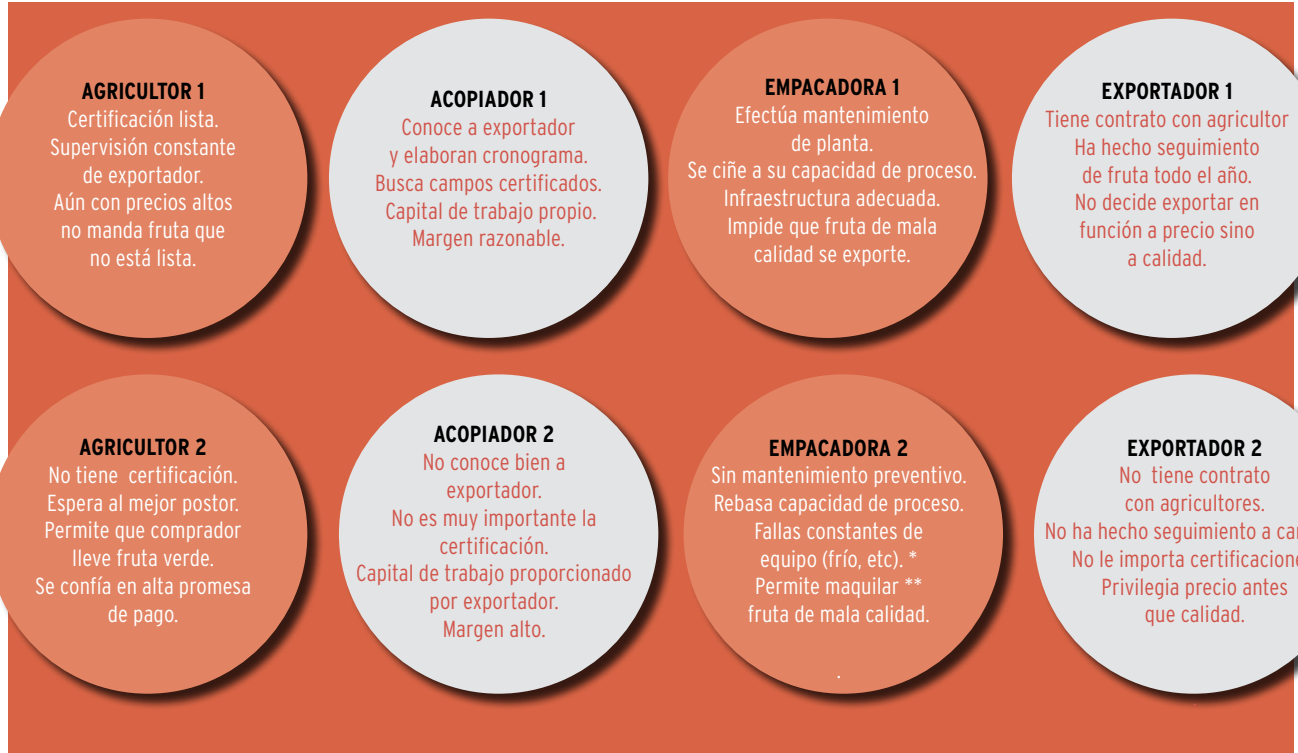 AGRICULTOR 1
Certificación lista.
Supervisión constante
de exportador.
Aún con precios altos
no manda fruta que
no está lista.
ACOPIADOR 1
Conoce a exportador
y elaboran cronograma.
Busca campos certificados.
Capital de trabajo propio.
Margen razonable.
EMPACADORA 1
Efectúa mantenimiento
de planta.
Se ciñe a su capacidad de proceso.
Infraestructura adecuada.
Impide que fruta de mala
calidad se exporte.
EXPORTADOR 1
Tiene contrato con agricultor
Ha hecho seguimiento
de fruta todo el año.
No decide exportar en
función a precio sino
a calidad.
AGRICULTOR 2
No tiene certificación.
Espera al mejor postor.
Permite que comprador
lleve fruta verde.
Se confía en alta promesa
de pago.
ACOPIADOR 2
No conoce bien a
exportador.
No es muy importante la
certificación.
Capital de trabajo proporcionado
por exportador.
Margen alto.
EMPACADORA 2
Sin mantenimiento preventivo.
Rebasa capacidad de proceso.
Fallas constantes de
equipo (frío, etc). *
Permite maquilar **
fruta de mala calidad.
.
EXPORTADOR 2
No tiene contrato
con agricultores.
No ha hecho seguimiento a
No le importa
Privilegia precio antes
que calidad.